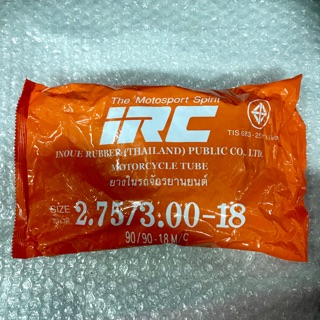 The Motosport Spirit
iRC
INOUE RUBBER (THAILAND) PUBLIC CO., LTD.
MOTORCYCLE TUBE
ยางในรถจักรยานยนต์
SIZE
ขนาด
2.75/3.00-18
90/90-18 M/C
TIS 683-25